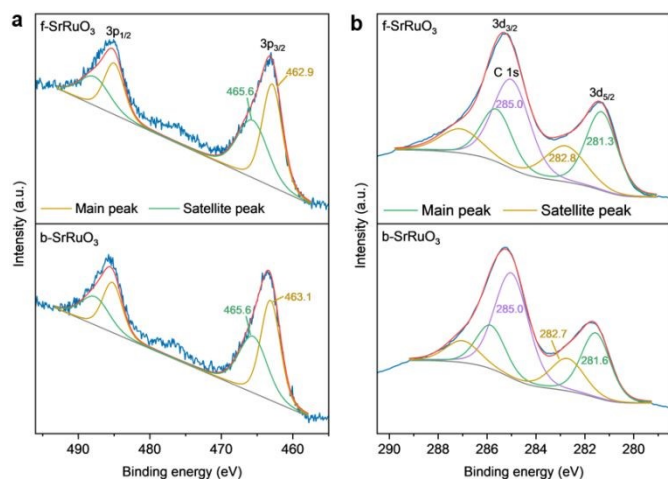 a
f-SrRuO₃
3p₁/₂
3p₃/₂
462.9
465.6
Main peak
Satellite peak
b-SrRuO₃
463.1
465.6
Intensity (a.u.)
490
480
470
460
Binding energy (eV)
b
f-SrRuO₃
3d₃/₂
C 1s
285.0
3d₅/₂
282.8
281.3
Main peak
Satellite peak
b-SrRuO₃
285.0
282.7
281.6
Intensity (a.u.)
290
288
286
284
282
280
Binding energy (eV)